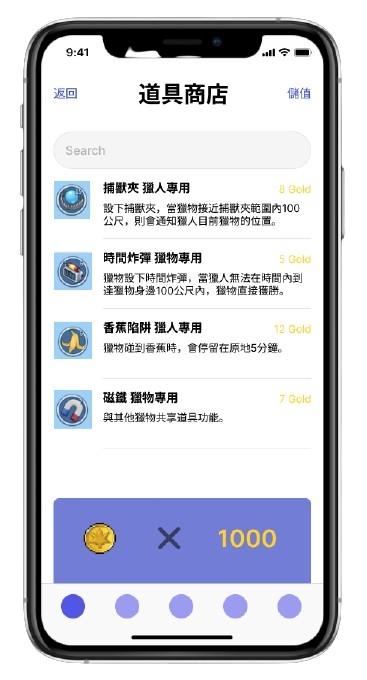 9:41
返回 道具商店 儲值
Search
捕獸夾 獵人專用 8 Gold
設下捕獸夾，當獵物接近捕獸夾範圍內100
公尺，則會通知獵人目前獵物的位置。
時間炸彈 獵物專用 5 Gold
獵物設下時間炸彈，當獵人無法在時間內到
達獵物身邊100公尺內，獵物直接獲勝。
香蕉陷阱 獵人專用 12 Gold
獵物碰到香蕉時，會停留在原地5分鐘。
磁鐵 獵物專用 7 Gold
與其他獵物共享道具功能。
× 1000